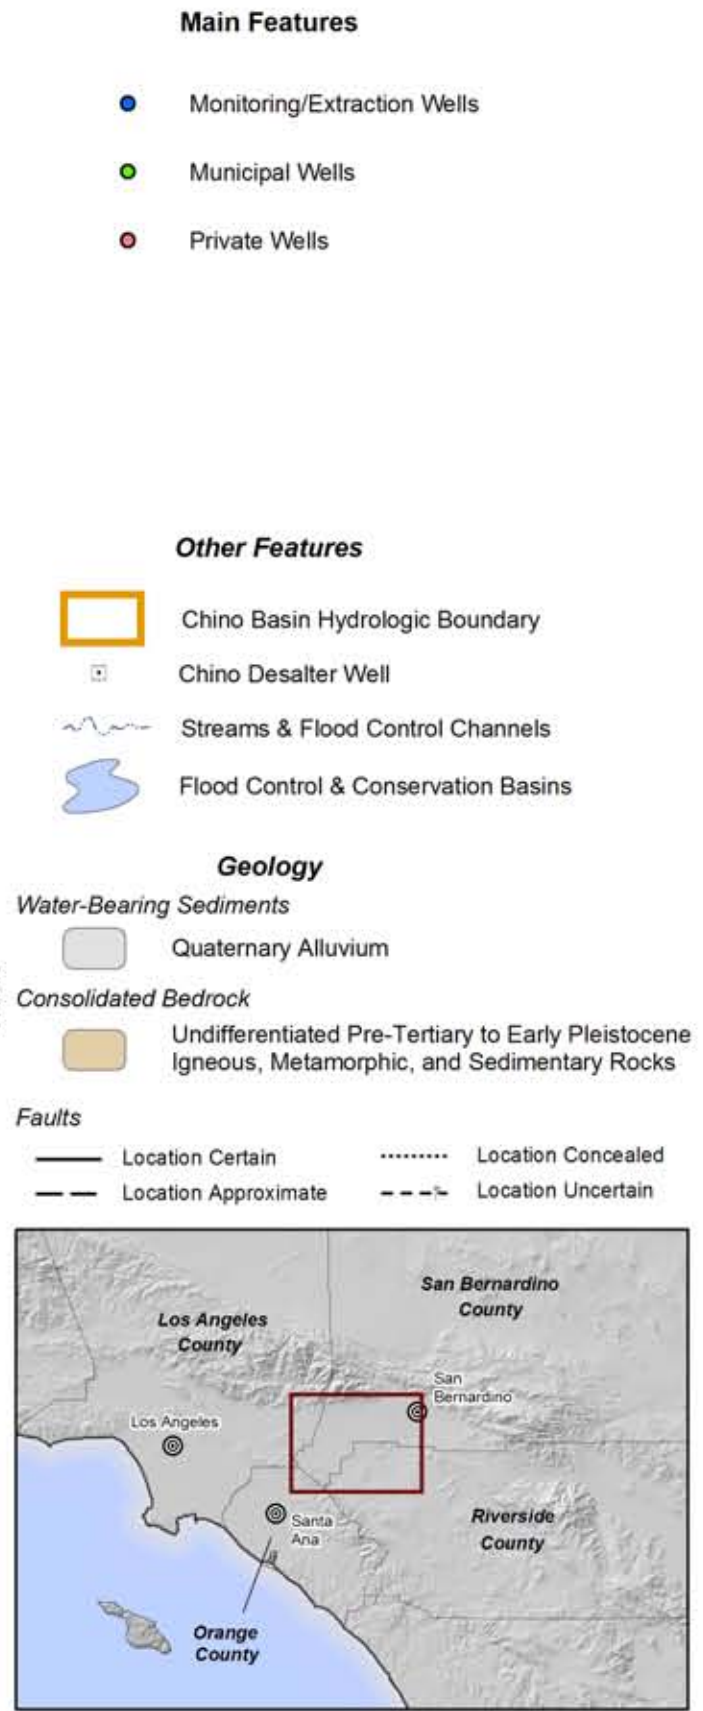 Main Features
Monitoring/Extraction Wells
Municipal Wells
Private Wells
Other Features
Chino Basin Hydrologic Boundary
Chino Desalter Well
Streams & Flood Control Channels
Flood Control & Conservation Basins
Geology
Water-Bearing Sediments
Quaternary Alluvium
Consolidated Bedrock
Undifferentiated Pre-Tertiary to Early Pleistocene
Igneous, Metamorphic, and Sedimentary Rocks
Faults
Location Certain
Location Concealed
Location Approximate
Location Uncertain
San Bernardino
County
Los Angeles
County
San
Bernardino
Los Angeles
Riverside
County
Santa
Ana
Orange
County